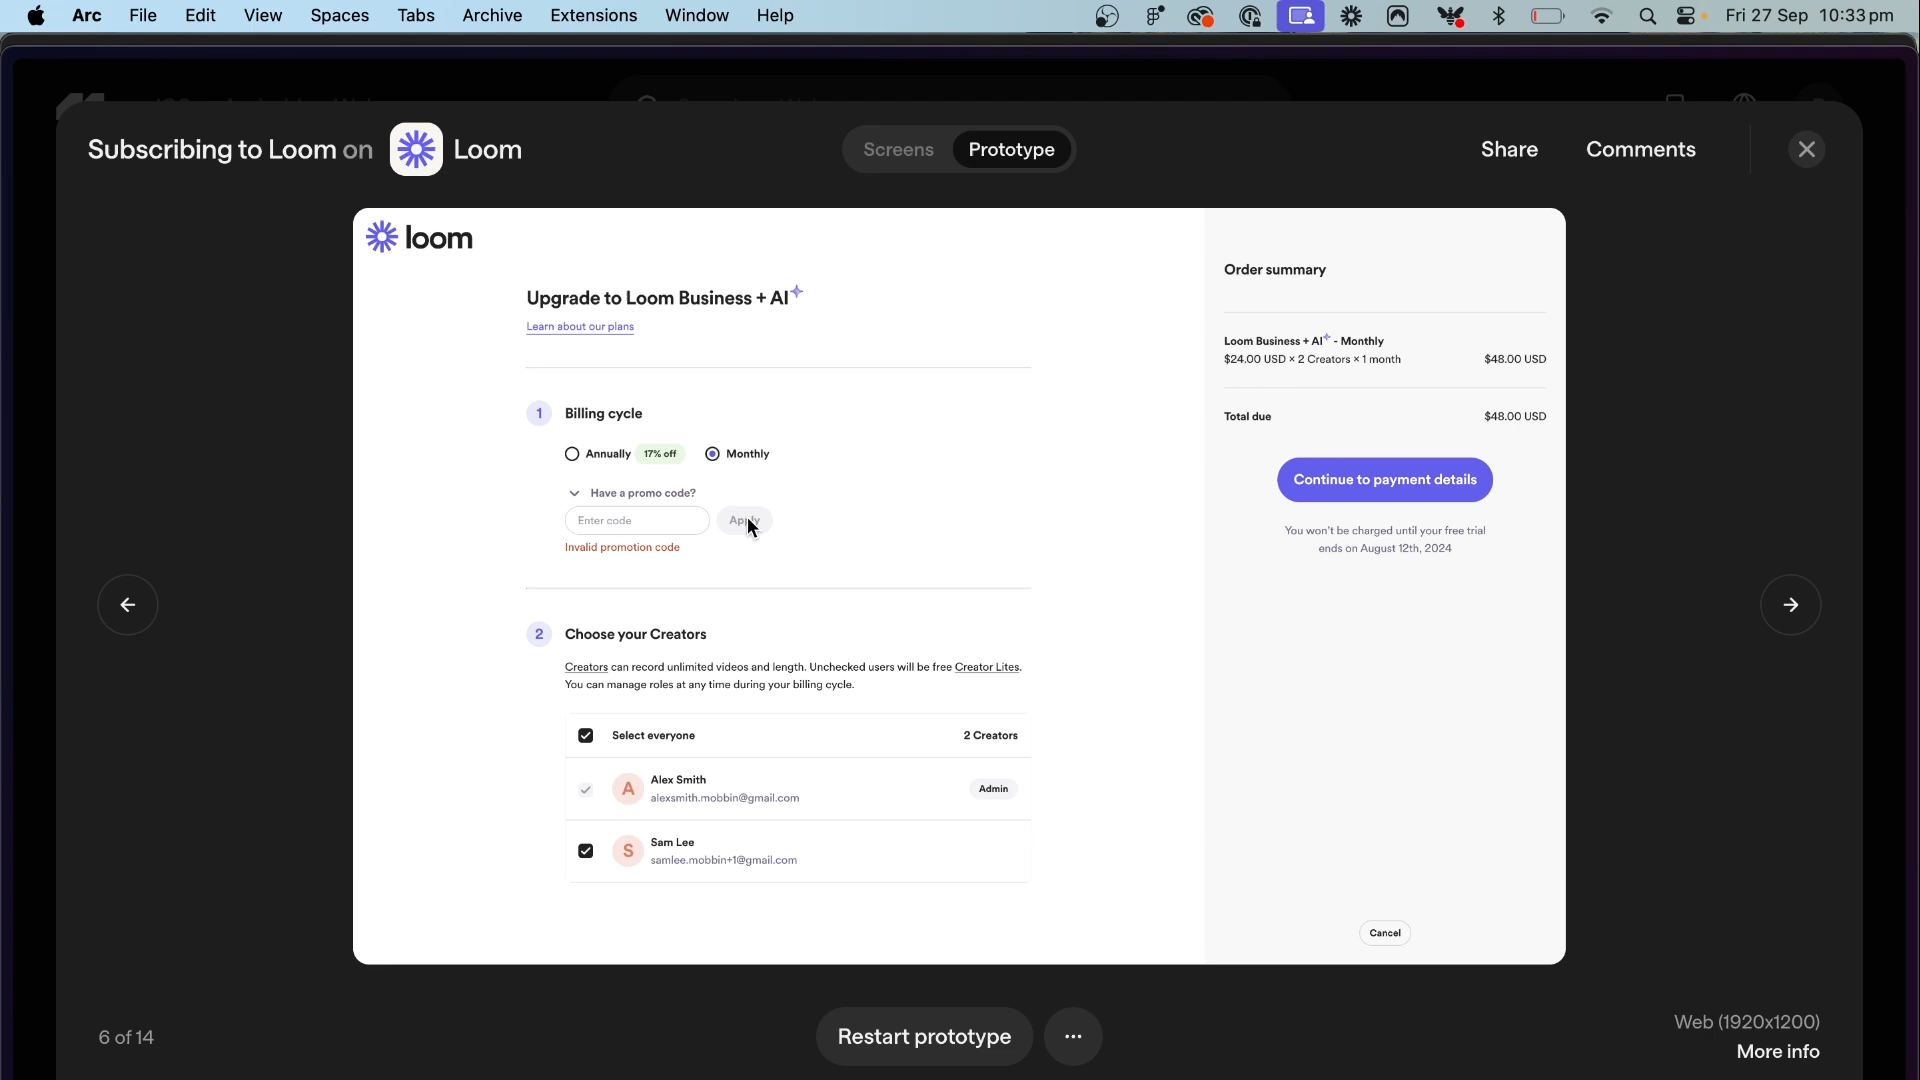 Arc File Edit View Spaces Tabs Archive Extensions Window Help
Fri 27 Sep 10:33 pm
Subscribing to Loom on Loom
Screens Prototype
Share Comments
loom
Upgrade to Loom Business + AI
Learn about our plans
1 Billing cycle
Annually 17% off Monthly
Have a promo code?
Enter code Apply
Invalid promotion code
2 Choose your Creators
Creators can record unlimited videos and length. Unchecked users will be free Creator Lites.
You can manage roles at any time during your billing cycle.
Select everyone 2 Creators
A Alex Smith
alexsmith.mobbin@gmail.com
Admin
S Sam Lee
samlee.mobbin+1@gmail.com
Order summary
Loom Business + AI - Monthly
$24.00 USD × 2 Creators × 1 month $48.00 USD
Total due $48.00 USD
Continue to payment details
You won't be charged until your free trial
ends on August 12th, 2024
Cancel
6 of 14
Restart prototype
Web (1920x1200)
More info